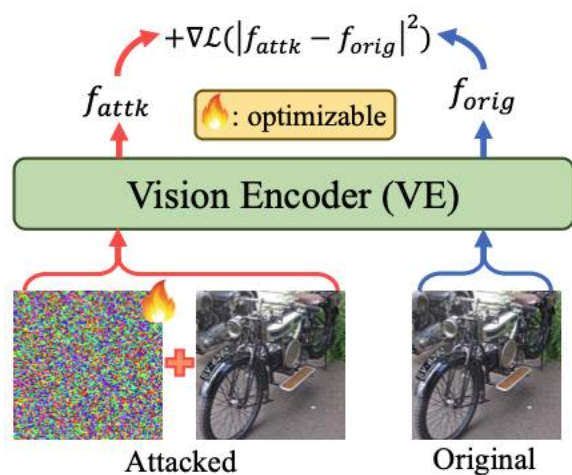 +∇ℒ(|f_attk − f_orig|²)
f_attk
f_orig
🔥: optimizable
Vision Encoder (VE)
Attacked
Original